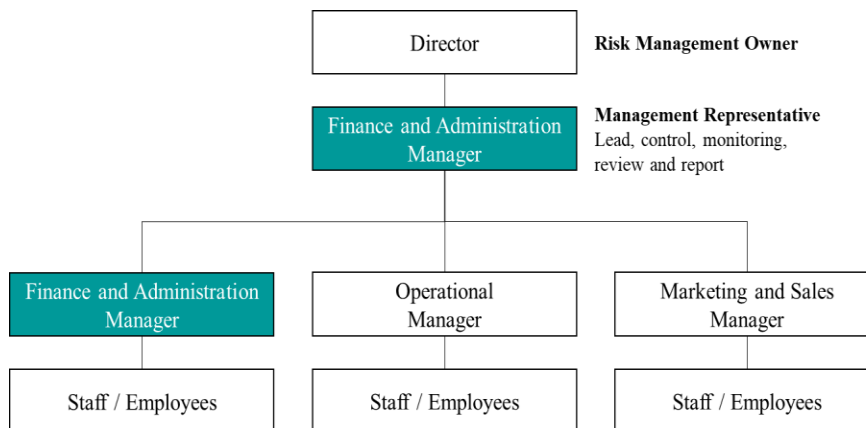 Director
Risk Management Owner
Finance and Administration
Manager
Management Representative
Lead, control, monitoring,
review and report
Finance and Administration
Manager
Operational
Manager
Marketing and Sales
Manager
Staff / Employees
Staff / Employees
Staff / Employees